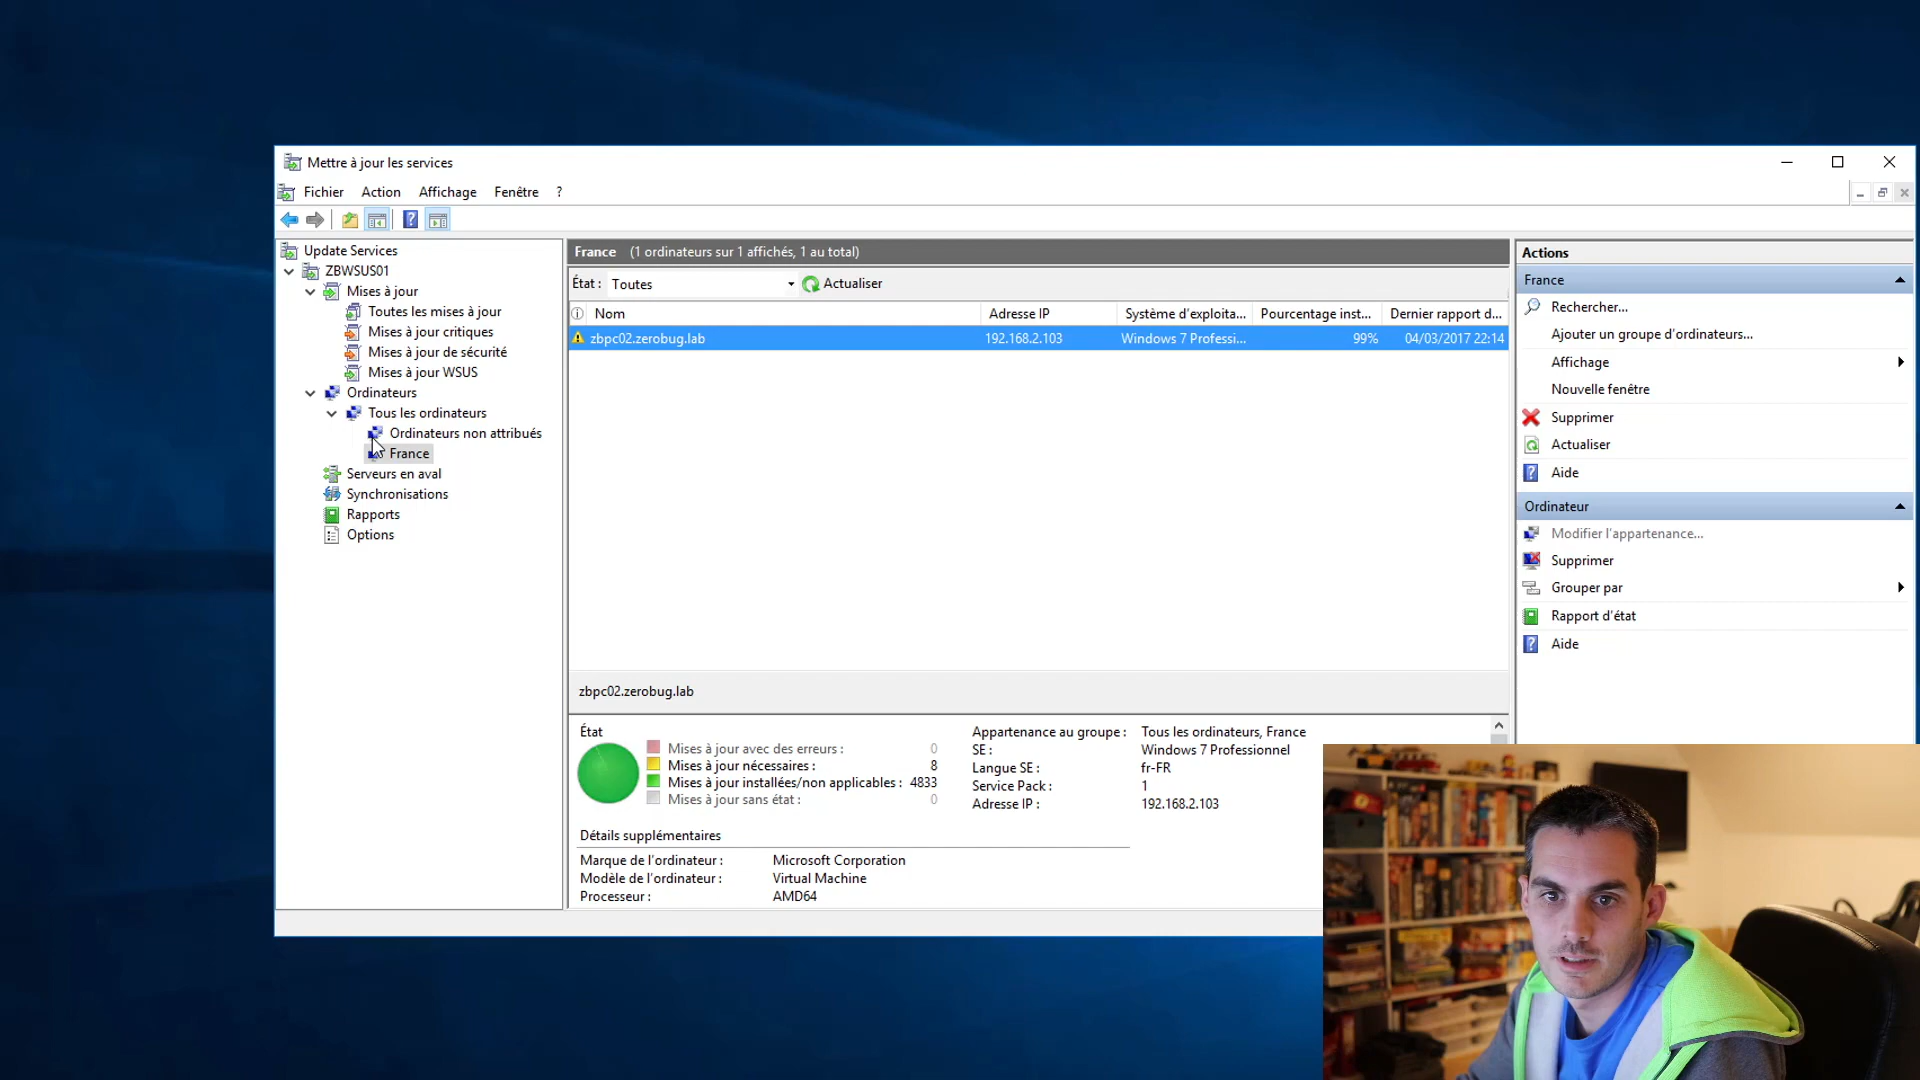 Mettre à jour les services
Fichier Action Affichage Fenêtre ?
Update Services
ZBWSUS01
Mises à jour
Toutes les mises à jour
Mises à jour critiques
Mises à jour de sécurité
Mises à jour WSUS
Ordinateurs
Tous les ordinateurs
Ordinateurs non attribués
France
Serveurs en aval
Synchronisations
Rapports
Options
France (1 ordinateurs sur 1 affichés, 1 au total)
État : Toutes Actualiser
Nom Adresse IP Système d'exploita... Pourcentage inst... Dernier rapport d...
zbpc02.zerobug.lab 192.168.2.103 Windows 7 Professi... 99% 04/03/2017 22:14
zbpc02.zerobug.lab
État
Mises à jour avec des erreurs : 0
Mises à jour nécessaires : 8
Mises à jour installées/non applicables : 4833
Mises à jour sans état : 0
Appartenance au groupe : Tous les ordinateurs, France
SE : Windows 7 Professionnel
Langue SE : fr-FR
Service Pack : 1
Adresse IP : 192.168.2.103
Détails supplémentaires
Marque de l'ordinateur : Microsoft Corporation
Modèle de l'ordinateur : Virtual Machine
Processeur : AMD64
Actions
France
Rechercher...
Ajouter un groupe d'ordinateurs...
Affichage
Nouvelle fenêtre
Supprimer
Actualiser
Aide
Ordinateur
Modifier l'appartenance...
Supprimer
Grouper par
Rapport d'état
Aide